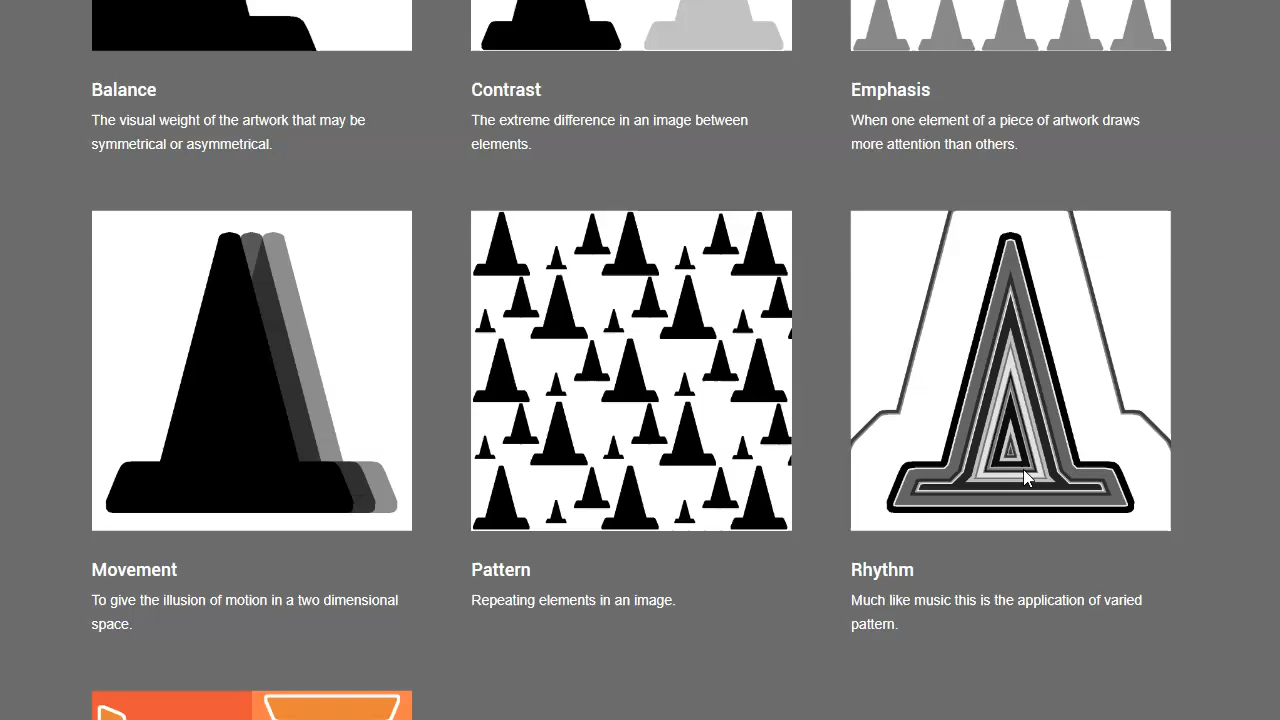 Balance
The visual weight of the artwork that may be
symmetrical or asymmetrical.
Contrast
The extreme difference in an image between
elements.
Emphasis
When one element of a piece of artwork draws
more attention than others.
Movement
To give the illusion of motion in a two dimensional
space.
Pattern
Repeating elements in an image.
Rhythm
Much like music this is the application of varied
pattern.